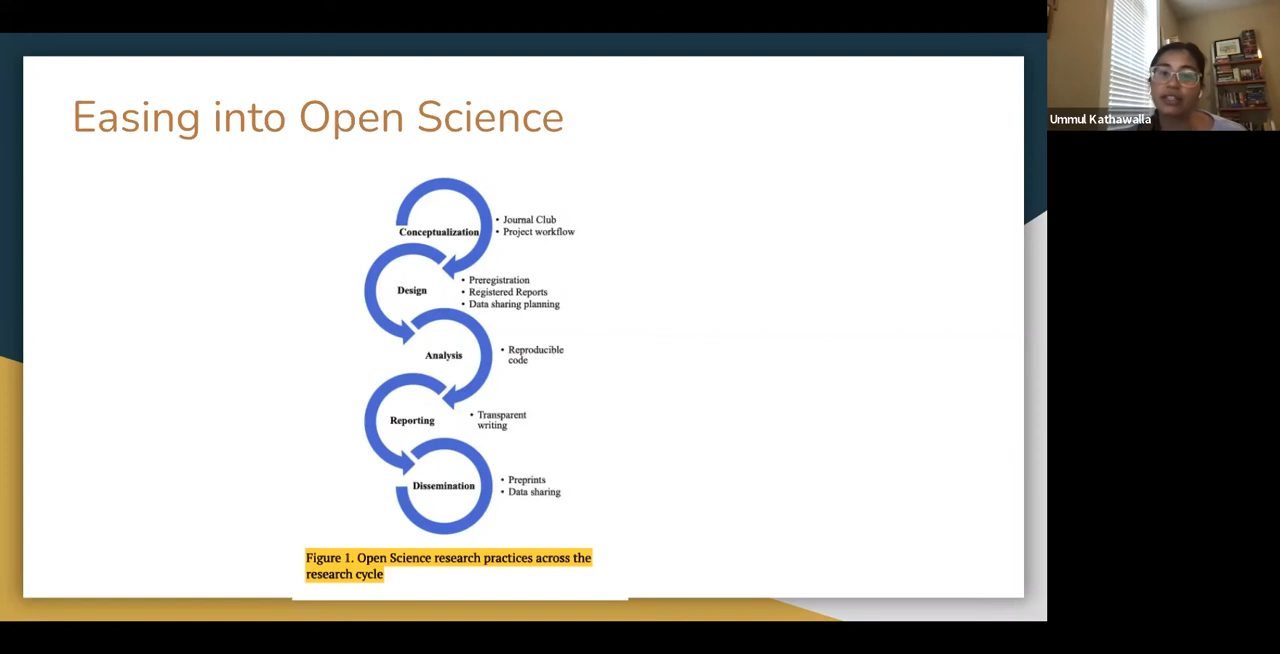 Easing into Open Science
Ummul Kathawalla
Conceptualization
• Journal Club
• Project workflow
Design
• Preregistration
• Registered Reports
• Data sharing planning
Analysis
• Reproducible
code
Reporting
• Transparent
writing
Dissemination
• Preprints
• Data sharing
Figure 1. Open Science research practices across the
research cycle